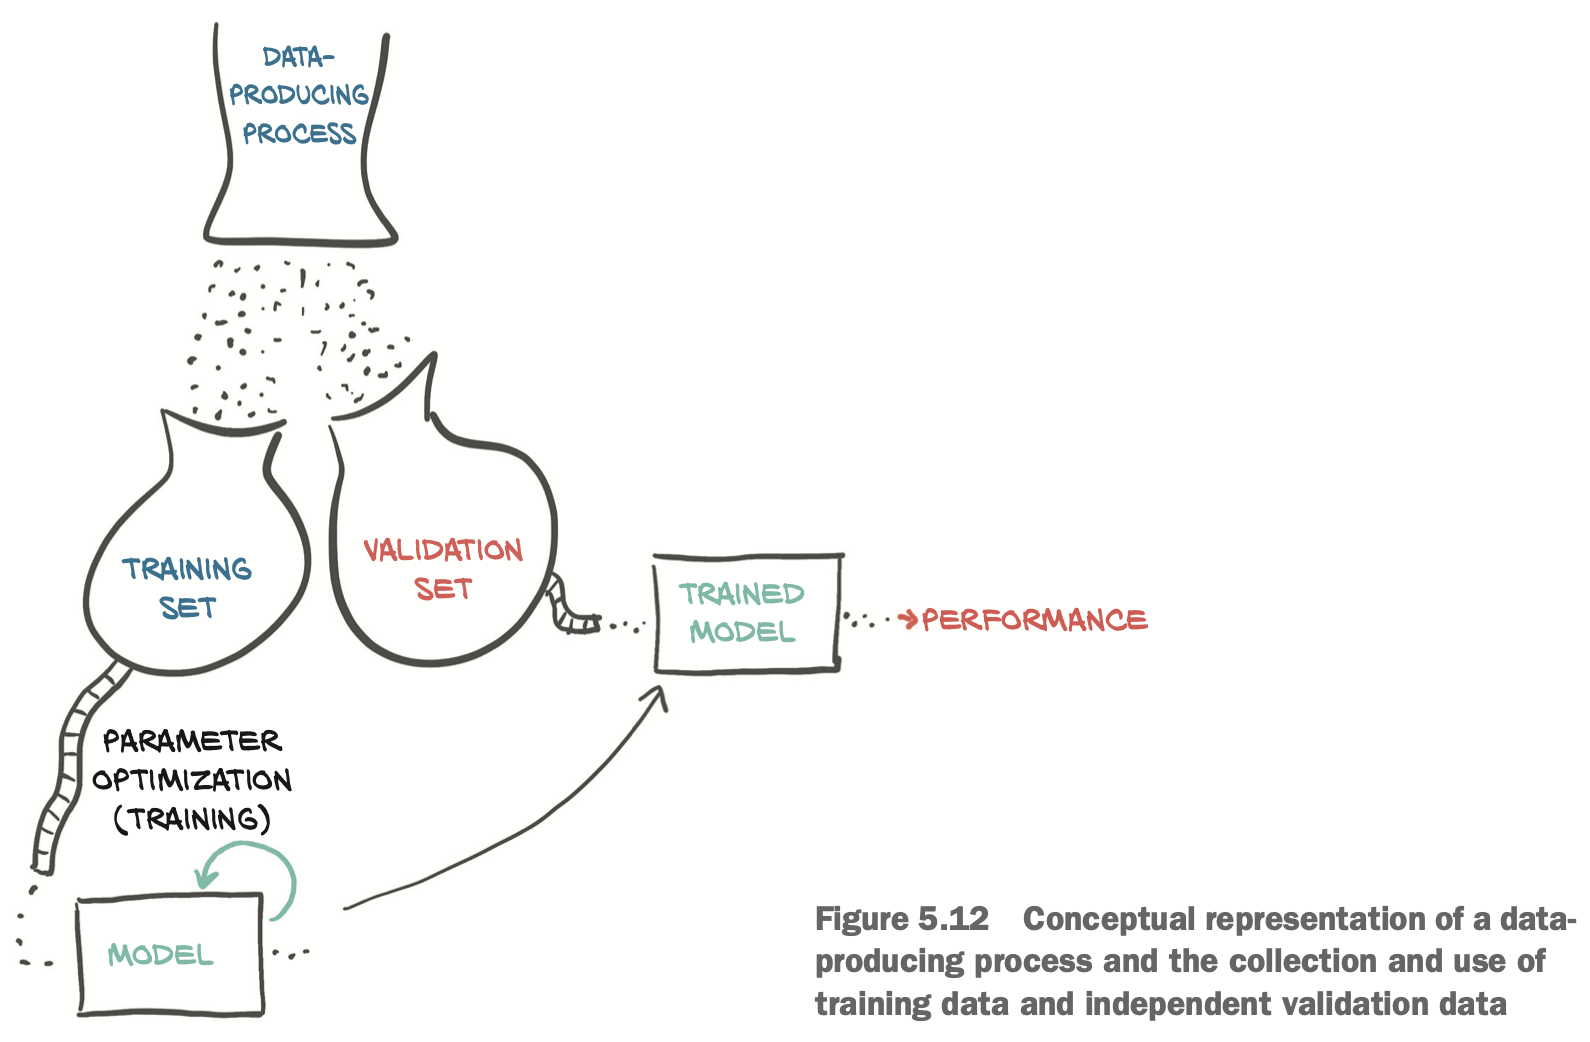 DATA-
PRODUCING
PROCESS
TRAINING
SET
VALIDATION
SET
TRAINED
MODEL
PERFORMANCE
PARAMETER
OPTIMIZATION
(TRAINING)
MODEL
Figure 5.12 Conceptual representation of a data-
producing process and the collection and use of
training data and independent validation data